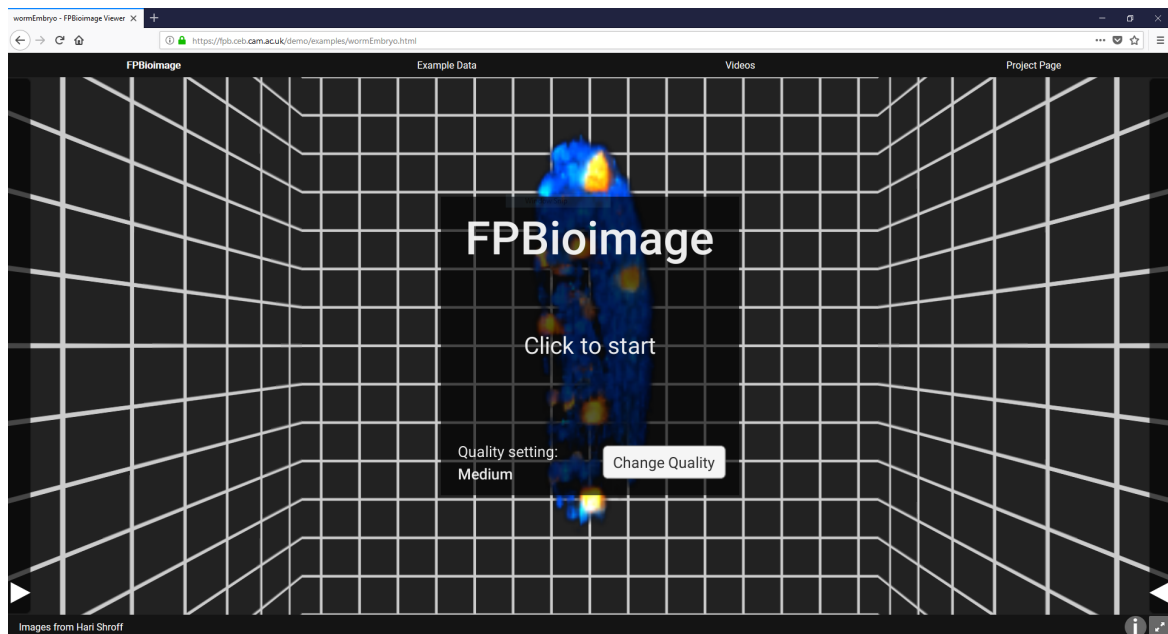 wormEmbryo - FPBioimage Viewer
https://fpb.ceb.cam.ac.uk/demo/examples/wormEmbryo.html
FPBioimage Example Data Videos Project Page
FPBioimage
Click to start
Quality setting:
Medium
Change Quality
Images from Hari Shroff
i